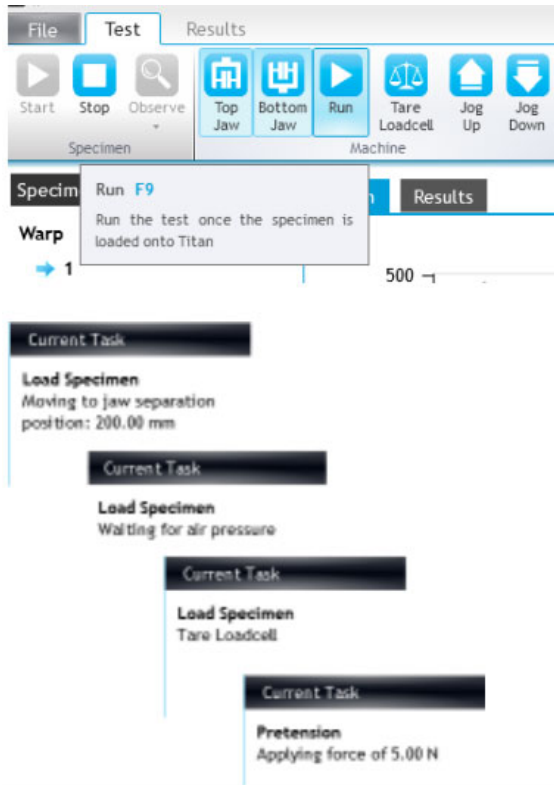 File Test Results
Start Stop Observe Top Jaw Bottom Jaw Run Tare Loadcell Jog Up Jog Down
Specimen Machine
Results
Run F9
Run the test once the specimen is
loaded onto Titan
Warp
1
500
Current Task
Load Specimen
Moving to jaw separation
position: 200.00 mm
Current Task
Load Specimen
Waiting for air pressure
Current Task
Load Specimen
Tare Loadcell
Current Task
Pretension
Applying force of 5.00 N